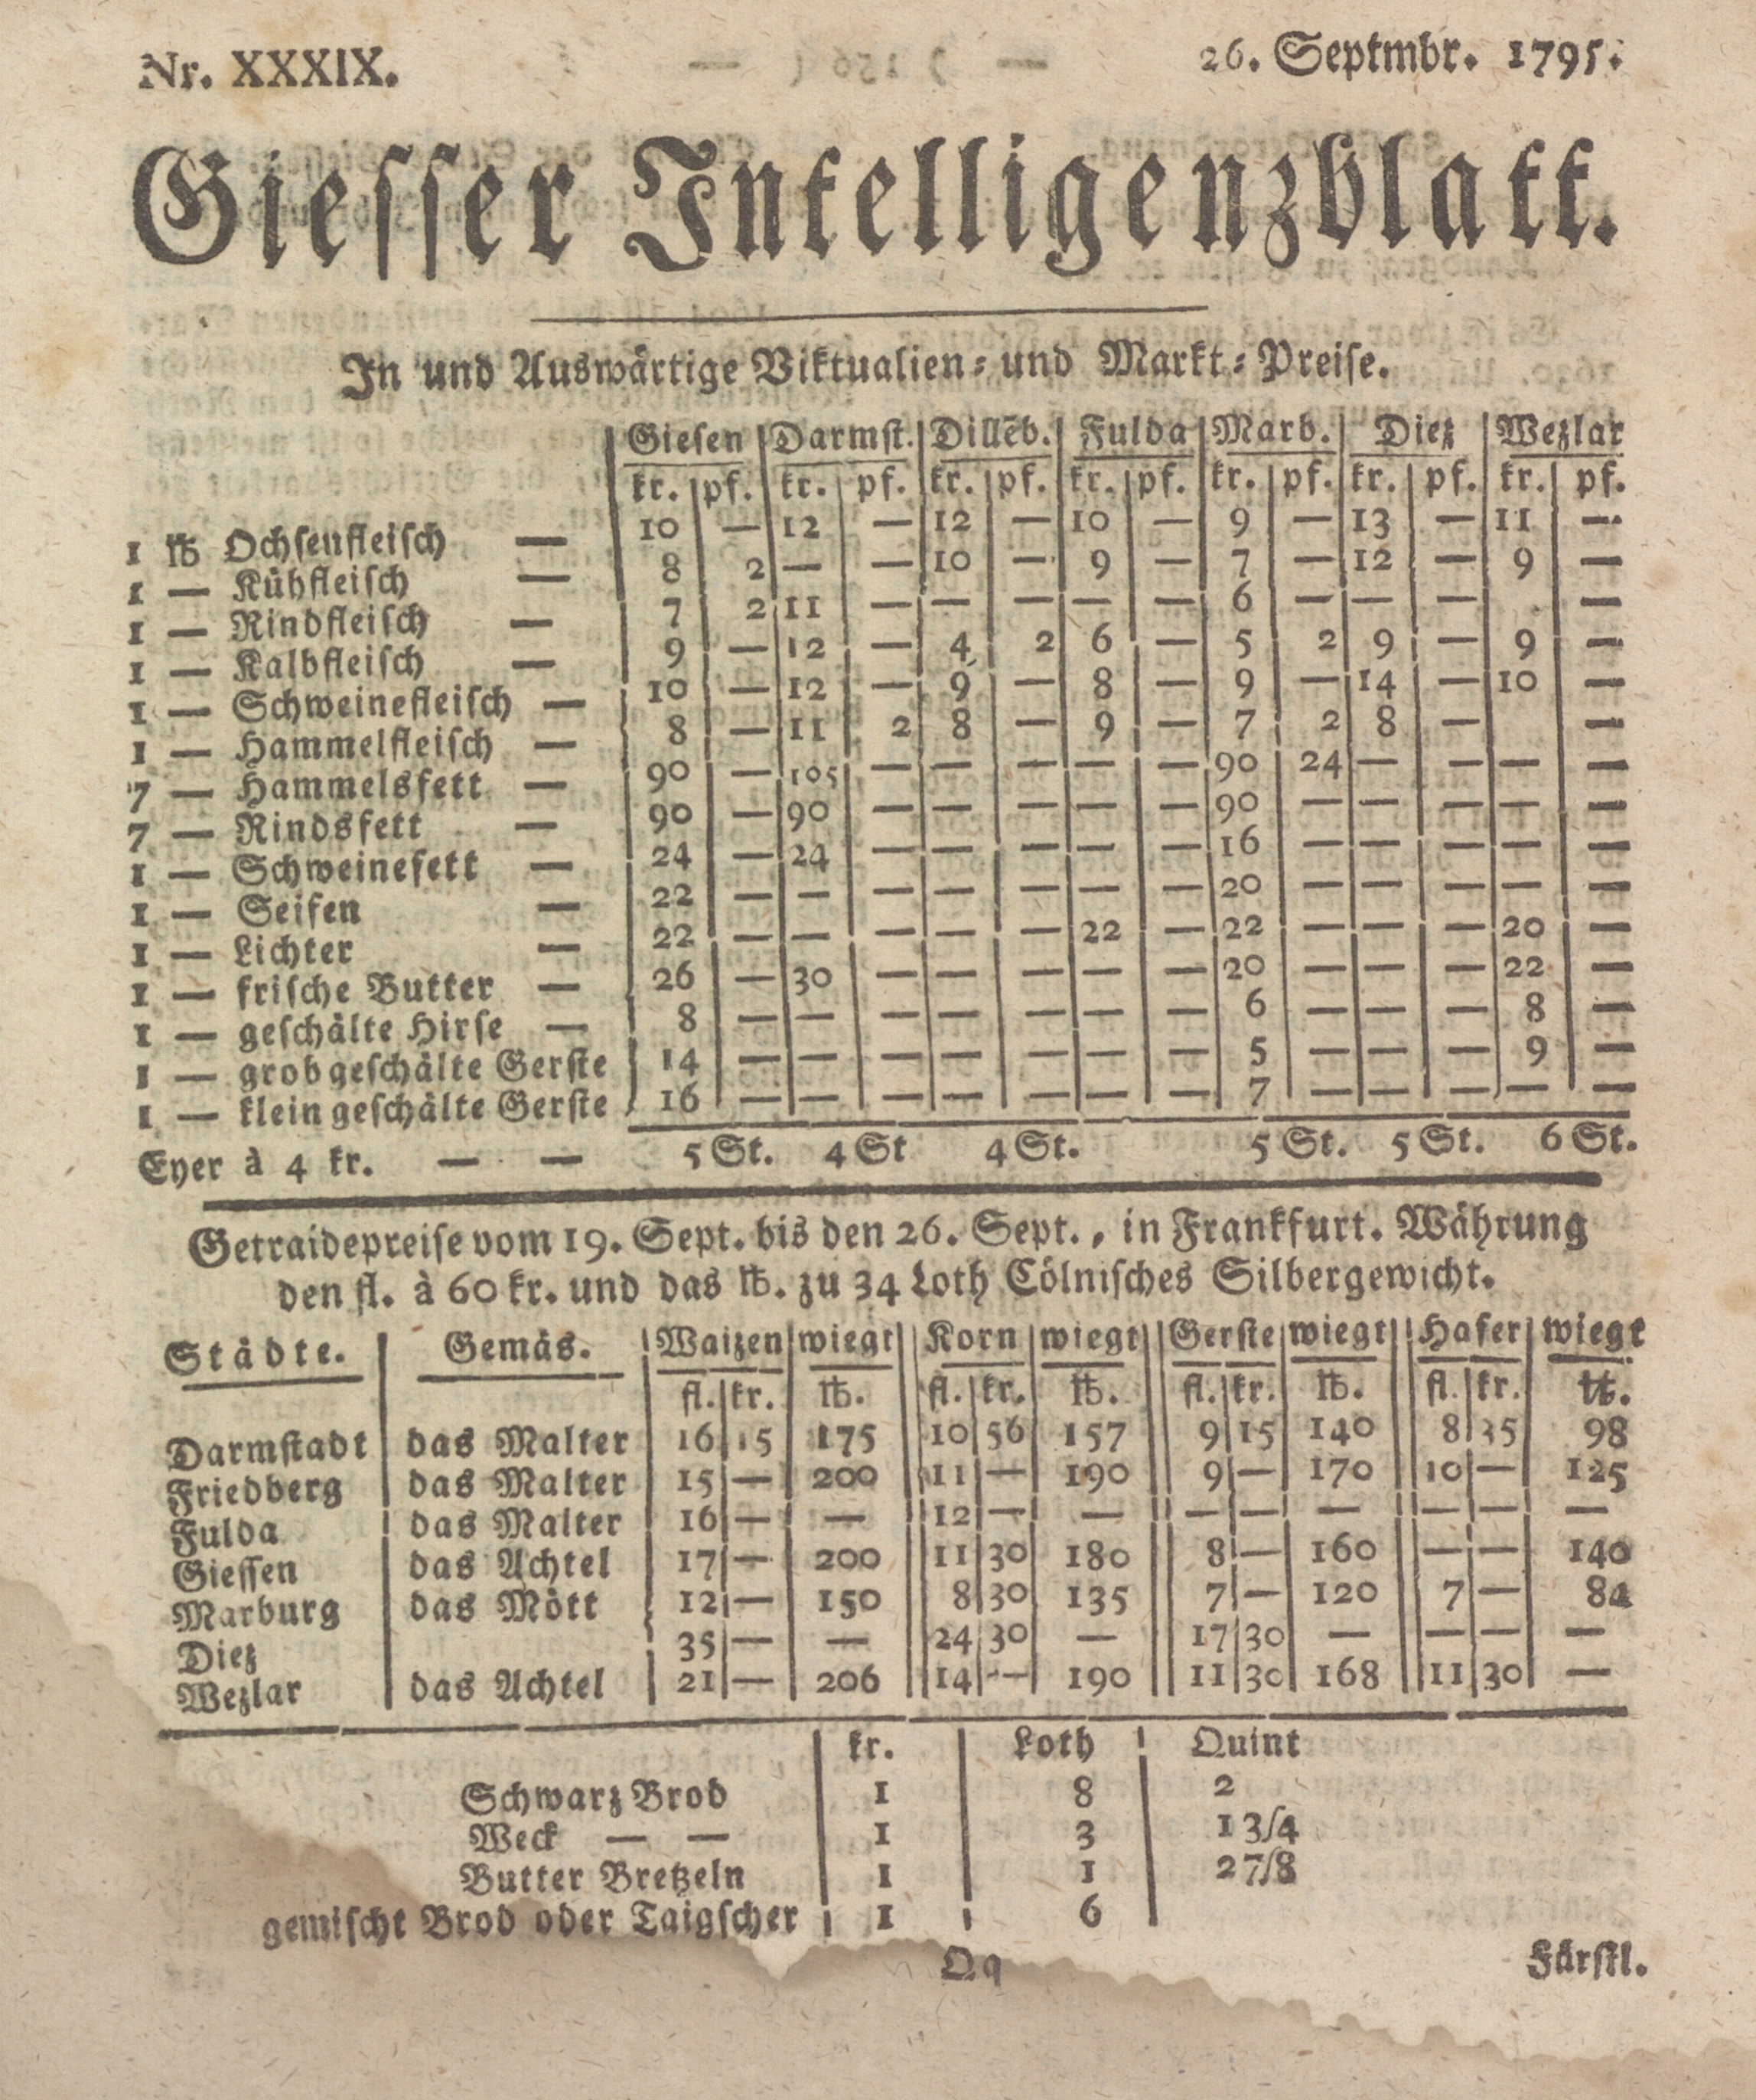 Nr. XXXIX. 26. Septmbr. 1795.
Giesser Intelligenzblatt.
In und Auswärtige Viktualien- und Markt-Preise.
Giesen | Darmst. | Dillēb. | Fulda | Marb. | Diez | Wezlar
kr. | pf. | kr. | pf. | kr. | pf. | kr. | pf. | kr. | pf. | kr. | pf. | kr. | pf.
1 ℔ Ochsenfleisch — 10 | — | 12 | — | 12 | — | 10 | — | 9 | — | 13 | — | 11 | —
1 — Kühfleisch — 8 | 2 | — | — | 10 | — | 9 | — | 7 | — | 12 | — | 9 | —
1 — Rindfleisch — 7 | 2 | 11 | — | — | — | — | — | 6 | — | — | — | | —
1 — Kalbfleisch — 9 | — | 12 | — | 4 | 2 | 6 | — | 5 | 2 | 9 | — | 9 | —
1 — Schweinefleisch — 10 | — | 12 | — | 9 | — | 8 | — | 9 | — | 14 | — | 10 | —
1 — Hammelfleisch — 8 | — | 11 | 2 | 8 | — | 9 | — | 7 | 2 | 8 | — | | —
7 — Hammelsfett — 90 | — | 105 | — | — | — | — | — | 90 | 24 | — | — | — | —
7 — Rindsfett — 90 | — | 90 | — | — | — | — | — | 90 | — | — | — | — | —
1 — Schweinefett — 24 | — | 24 | — | — | — | — | — | 16 | — | — | — | — | —
1 — Seifen — 22 | — | — | — | — | — | — | — | 20 | — | — | — | — | —
1 — Lichter — 22 | — | — | — | — | — | 22 | — | 22 | — | — | — | 20 | —
1 — frische Butter — 26 | — | 30 | — | — | — | — | — | 20 | — | — | — | 22 | —
1 — geschälte Hirse — 8 | — | — | — | — | — | — | — | 6 | — | — | — | 8 | —
1 — grob geschälte Gerste 14 | — | — | — | — | — | — | — | 5 | — | — | — | 9 | —
1 — klein geschälte Gerste 16 | — | — | — | — | — | — | — | 7 | — | — | — | — | —
Eyer à 4 kr. — — 5 St. 4 St 4 St. 5 St. 5 St. 6 St.
Getraidepreise vom 19. Sept. bis den 26. Sept., in Frankfurt. Währung
den fl. à 60 kr. und das ℔. zu 34 Loth Cölnisches Silbergewicht.
Städte. | Gemäs. | Waizen | wiegt | Korn | wiegt | Gerste | wiegt | Hafer | wiegt
fl. | kr. | ℔. | fl. | kr. | ℔. | fl. | kr. | ℔. | fl. | kr. | ℔.
Darmstadt | das Malter | 16 | 15 | 175 | 10 | 56 | 157 | 9 | 15 | 140 | 8 | 35 | 98
Friedberg | das Malter | 15 | — | 200 | 11 | — | 190 | 9 | — | 170 | 10 | — | 125
Fulda | das Malter | 16 | — | — | 12 | — | — | — | — | — | — | — | —
Giessen | das Achtel | 17 | — | 200 | 11 | 30 | 180 | 8 | — | 160 | — | — | 140
Marburg | das Mött | 12 | — | 150 | 8 | 30 | 135 | 7 | — | 120 | 7 | — | 84
Diez | | 35 | — | — | 24 | 30 | — | 17 | 30 | — | — | — | —
Wezlar | das Achtel | 21 | — | 206 | 14 | — | 190 | 11 | 30 | 168 | 11 | 30 | —
kr. | Loth | Quint
Schwarz Brod | 1 | 8 | 2
Weck — — | 1 | 3 | 1 3/4
Butter Bretzeln | 1 | 1 | 2 7/8
gemischt Brod oder Taigscher | 1 | 6
Qq Färstl.